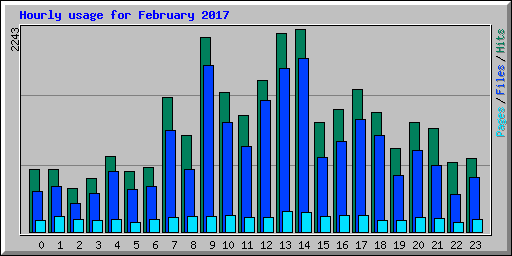 Hourly usage for February 2017
2243
Pages/Files/Hits
0 1 2 3 4 5 6 7 8 9 10 11 12 13 14 15 16 17 18 19 20 21 22 23